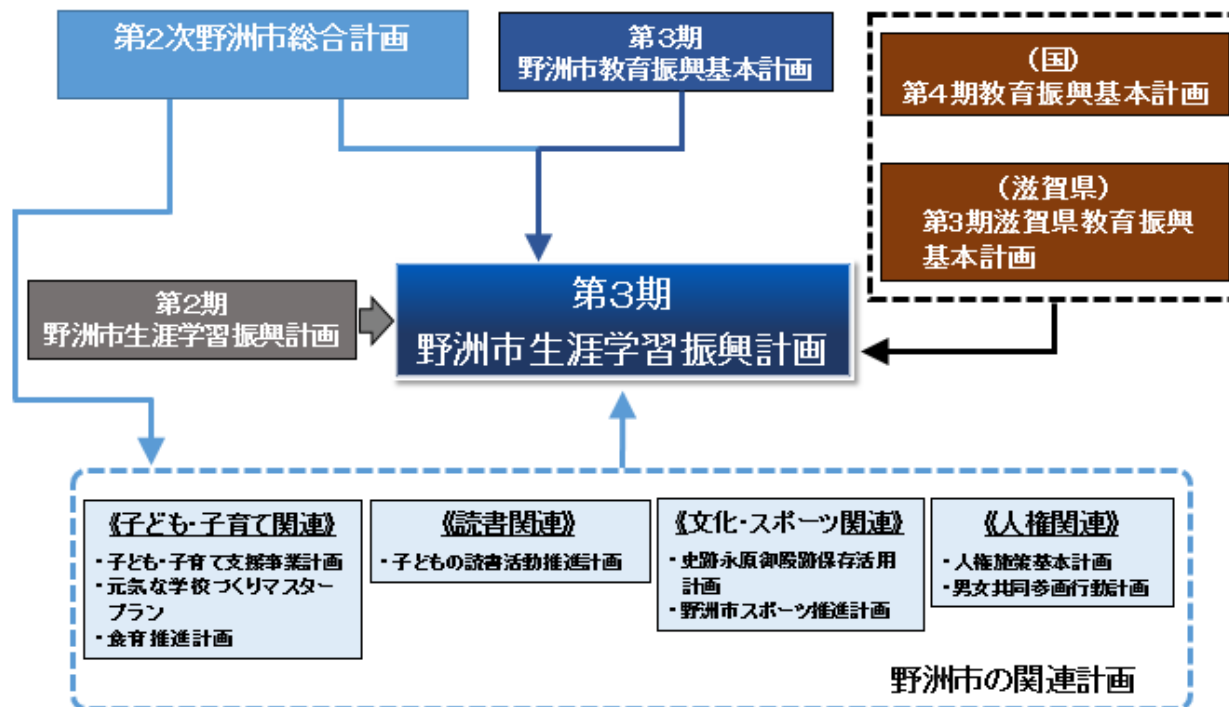 第2次野洲市総合計画
第3期
野洲市教育振興基本計画
(国)
第4期教育振興基本計画
(滋賀県)
第3期滋賀県教育振興
基本計画
第2期
野洲市生涯学習振興計画
第3期
野洲市生涯学習振興計画
《子ども・子育て関連》
・子ども・子育て支援事業計画
・元気な学校づくりマスター
プラン
・食育推進計画
《読書関連》
・子どもの読書活動推進計画
《文化・スポーツ関連》
・史跡永原御殿跡保存活用
計画
・野洲市スポーツ推進計画
《人権関連》
・人権施策基本計画
・男女共同参画行動計画
野洲市の関連計画